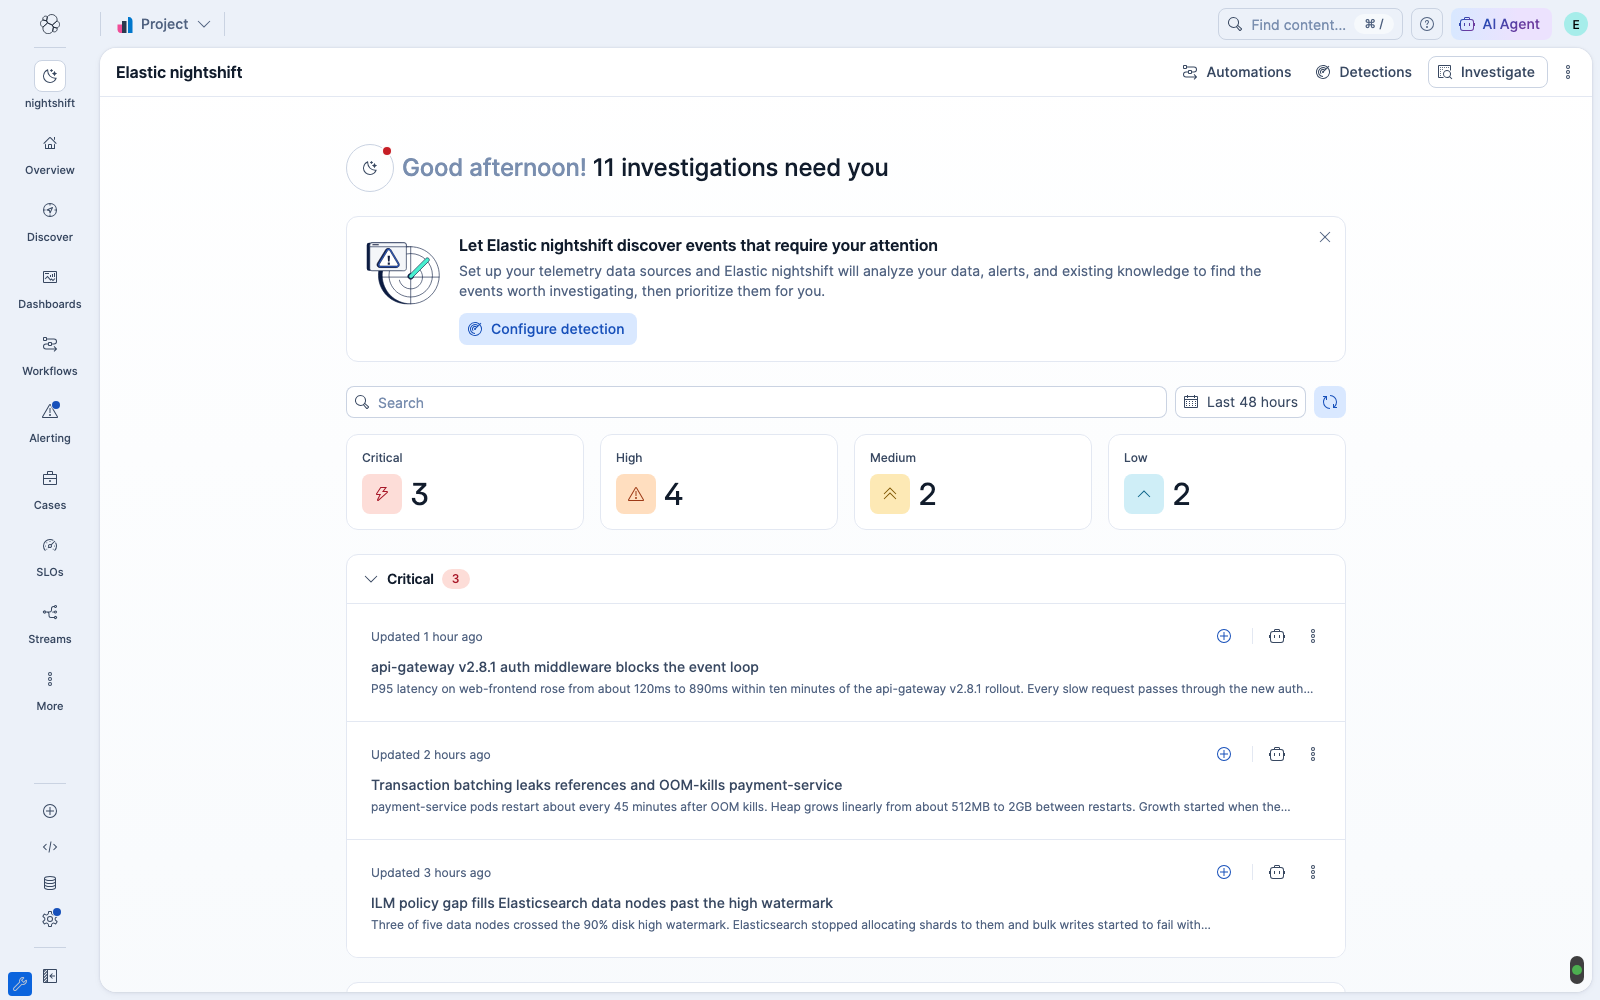 Project
Find content...
⌘ /
AI Agent
E
nightshift
Overview
Discover
Dashboards
Workflows
Alerting
Cases
SLOs
Streams
More
Elastic nightshift
Automations
Detections
Investigate
Good afternoon! 11 investigations need you
Let Elastic nightshift discover events that require your attention
Set up your telemetry data sources and Elastic nightshift will analyze your data, alerts, and existing knowledge to find the
events worth investigating, then prioritize them for you.
Configure detection
Search
Last 48 hours
Critical
3
High
4
Medium
2
Low
2
Critical 3
Updated 1 hour ago
api-gateway v2.8.1 auth middleware blocks the event loop
P95 latency on web-frontend rose from about 120ms to 890ms within ten minutes of the api-gateway v2.8.1 rollout. Every slow request passes through the new auth...
Updated 2 hours ago
Transaction batching leaks references and OOM-kills payment-service
payment-service pods restart about every 45 minutes after OOM kills. Heap grows linearly from about 512MB to 2GB between restarts. Growth started when the...
Updated 3 hours ago
ILM policy gap fills Elasticsearch data nodes past the high watermark
Three of five data nodes crossed the 90% disk high watermark. Elasticsearch stopped allocating shards to them and bulk writes started to fail with...